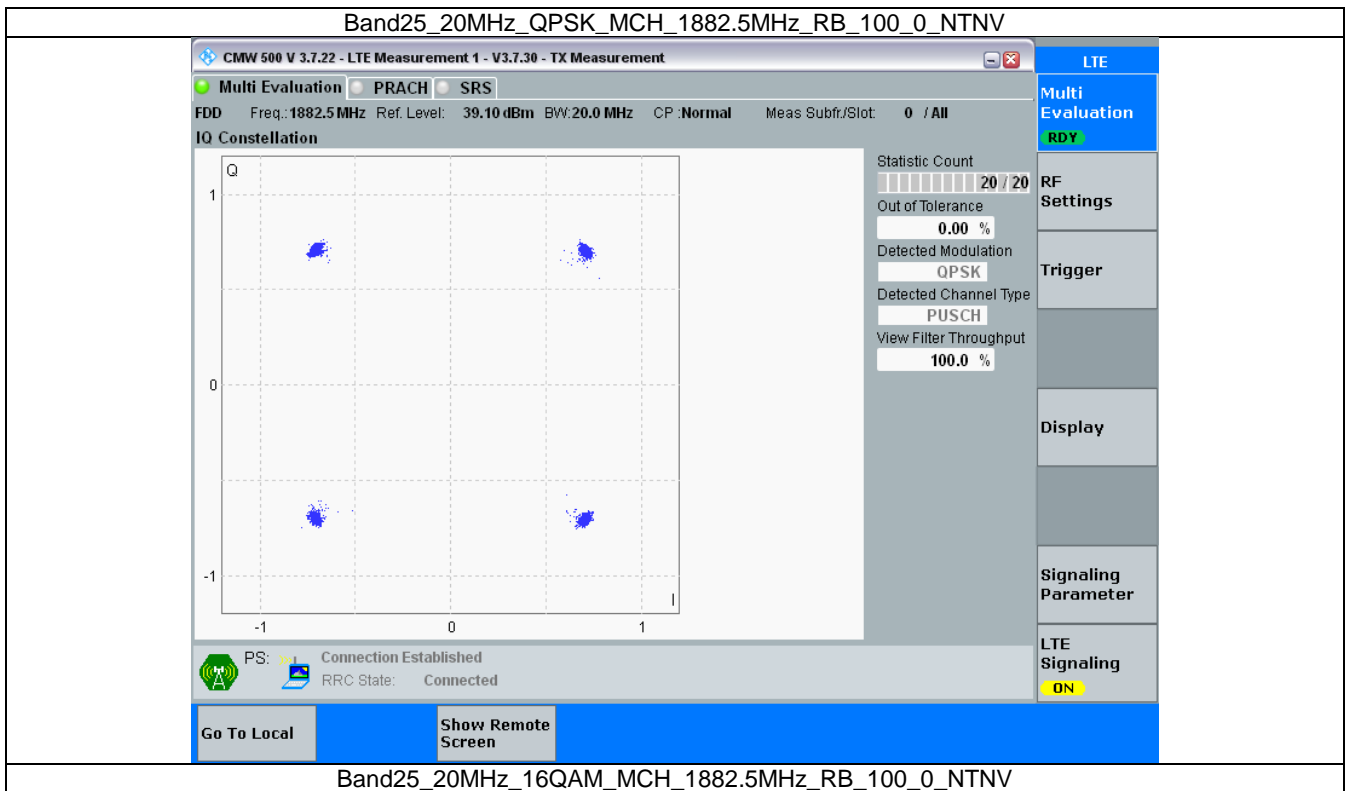 Band25_20MHz_QPSK_MCH_1882.5MHz_RB_100_0_NTNV
CMW 500 V 3.7.22 - LTE Measurement 1 - V3.7.30 - TX Measurement
LTE
Multi Evaluation PRACH SRS
Multi
Evaluation
RDY
FDD Freq.:1882.5 MHz Ref. Level: 39.10 dBm BW:20.0 MHz CP :Normal Meas Subfr./Slot: 0 / All
IQ Constellation
Q
1
0
-1
I
-1 0 1
Statistic Count
20 / 20
Out of Tolerance
0.00 %
Detected Modulation
QPSK
Detected Channel Type
PUSCH
View Filter Throughput
100.0 %
RF
Settings
Trigger
Display
Signaling
Parameter
LTE
Signaling
ON
PS: Connection Established
RRC State: Connected
Go To Local
Show Remote
Screen
Band25_20MHz_16QAM_MCH_1882.5MHz_RB_100_0_NTNV